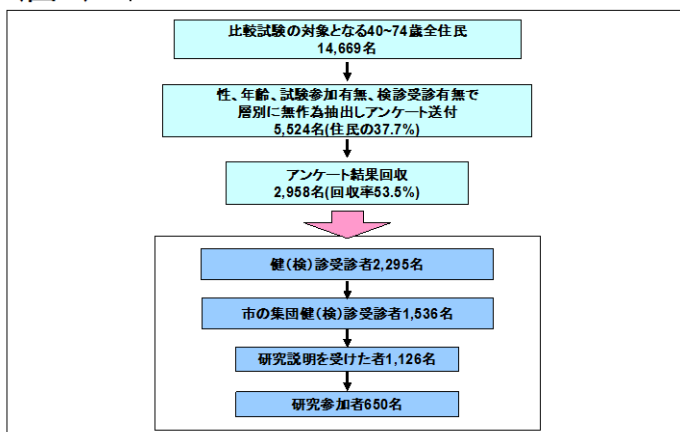 比較試験の対象となる40~74歳全住民
14,669名
性、年齢、試験参加有無、検診受診有無で
層別に無作為抽出しアンケート送付
5,524名(住民の37.7%)
アンケート結果回収
2,958名(回収率53.5%)
健(検)診受診者2,295名
市の集団健(検)診受診者1,536名
研究説明を受けた者1,126名
研究参加者650名